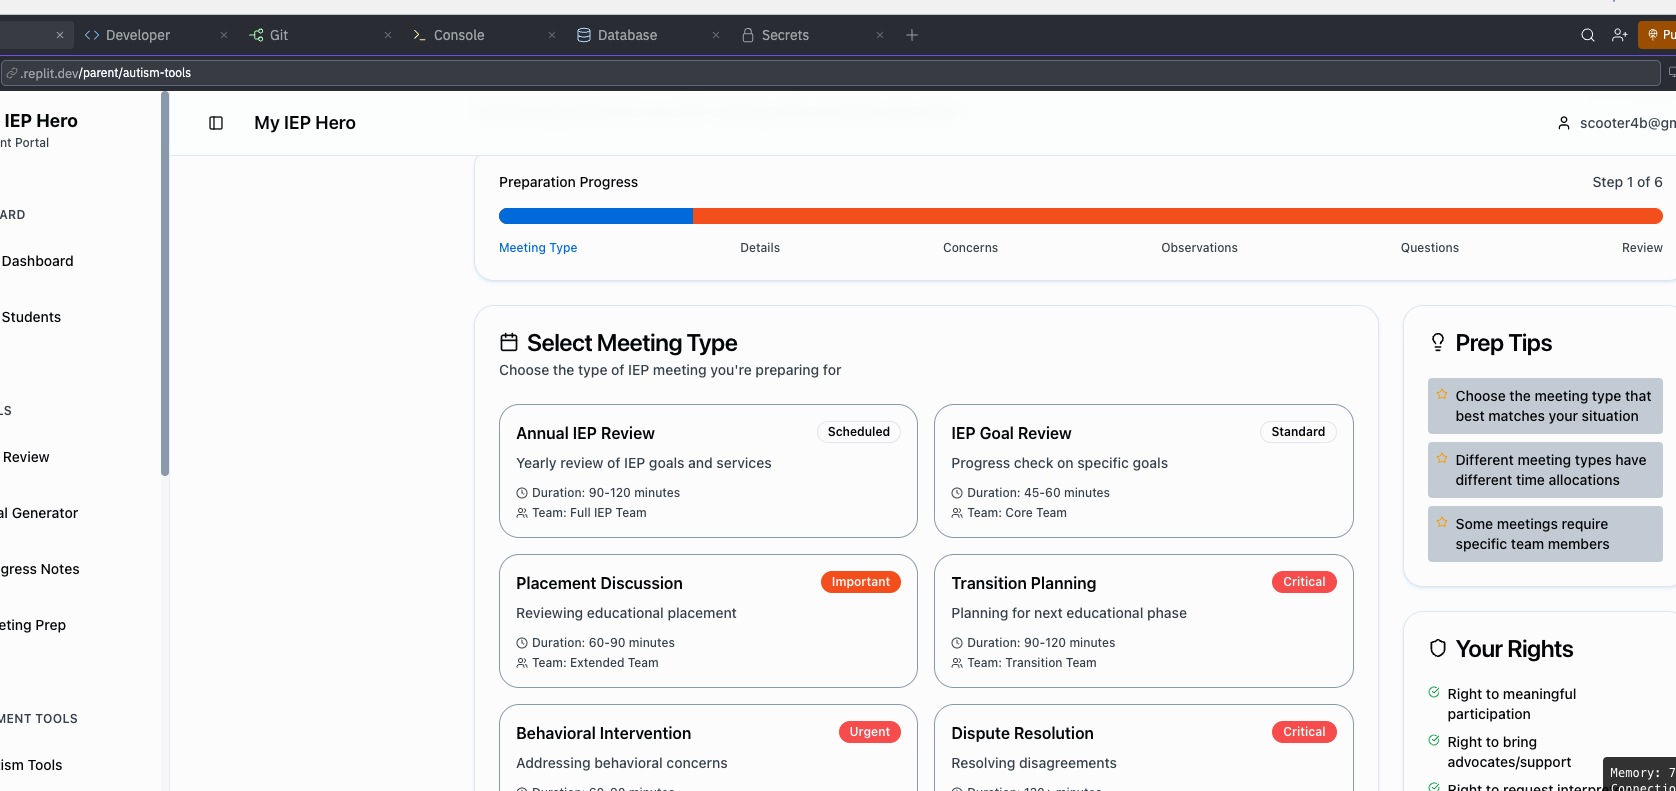 Developer
Git
Console
Database
Secrets
.replit.dev/parent/autism-tools
IEP Hero
nt Portal
My IEP Hero
scooter4b@gm
ARD
Dashboard
Students
LS
Review
al Generator
gress Notes
eting Prep
MENT TOOLS
ism Tools
Preparation Progress
Step 1 of 6
Meeting Type
Details
Concerns
Observations
Questions
Review
Select Meeting Type
Choose the type of IEP meeting you're preparing for
Annual IEP Review
Scheduled
Yearly review of IEP goals and services
Duration: 90-120 minutes
Team: Full IEP Team
IEP Goal Review
Standard
Progress check on specific goals
Duration: 45-60 minutes
Team: Core Team
Placement Discussion
Important
Reviewing educational placement
Duration: 60-90 minutes
Team: Extended Team
Transition Planning
Critical
Planning for next educational phase
Duration: 90-120 minutes
Team: Transition Team
Behavioral Intervention
Urgent
Addressing behavioral concerns
Dispute Resolution
Critical
Resolving disagreements
Prep Tips
Choose the meeting type that
best matches your situation
Different meeting types have
different time allocations
Some meetings require
specific team members
Your Rights
Right to meaningful
participation
Right to bring
advocates/support
Right to request interpre
Memory: 7
Connectio